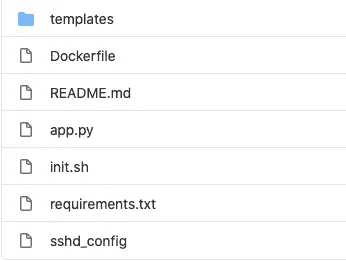 templates
Dockerfile
README.md
app.py
init.sh
requirements.txt
sshd_config